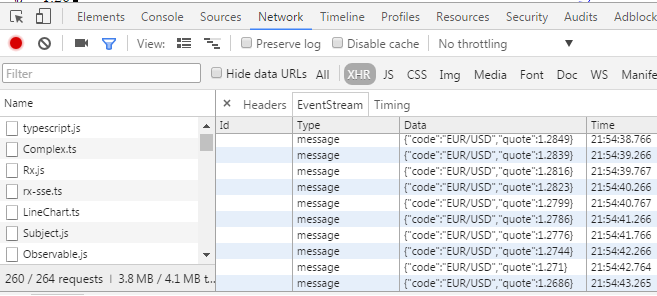 Elements Console Sources Network Timeline Profiles Application Security Audits Adblock
View: Preserve log Disable cache No throttling
Filter Hide data URLs All XHR JS CSS Img Media Font Doc WS Manife
Name
typescript.js
Complex.ts
Rx.js
rx-sse.ts
LineChart.ts
Subject.js
Observable.js
260 / 264 requests | 3.8 MB / 4.1 MB t...
× Headers EventStream Timing
Id Type Data Time
message {"code":"EUR/USD","quote":1.2849} 21:54:38.766
message {"code":"EUR/USD","quote":1.2839} 21:54:39.266
message {"code":"EUR/USD","quote":1.2816} 21:54:39.767
message {"code":"EUR/USD","quote":1.2823} 21:54:40.266
message {"code":"EUR/USD","quote":1.2799} 21:54:40.767
message {"code":"EUR/USD","quote":1.2786} 21:54:41.266
message {"code":"EUR/USD","quote":1.2776} 21:54:41.766
message {"code":"EUR/USD","quote":1.2744} 21:54:42.266
message {"code":"EUR/USD","quote":1.271} 21:54:42.764
message {"code":"EUR/USD","quote":1.2686} 21:54:43.265